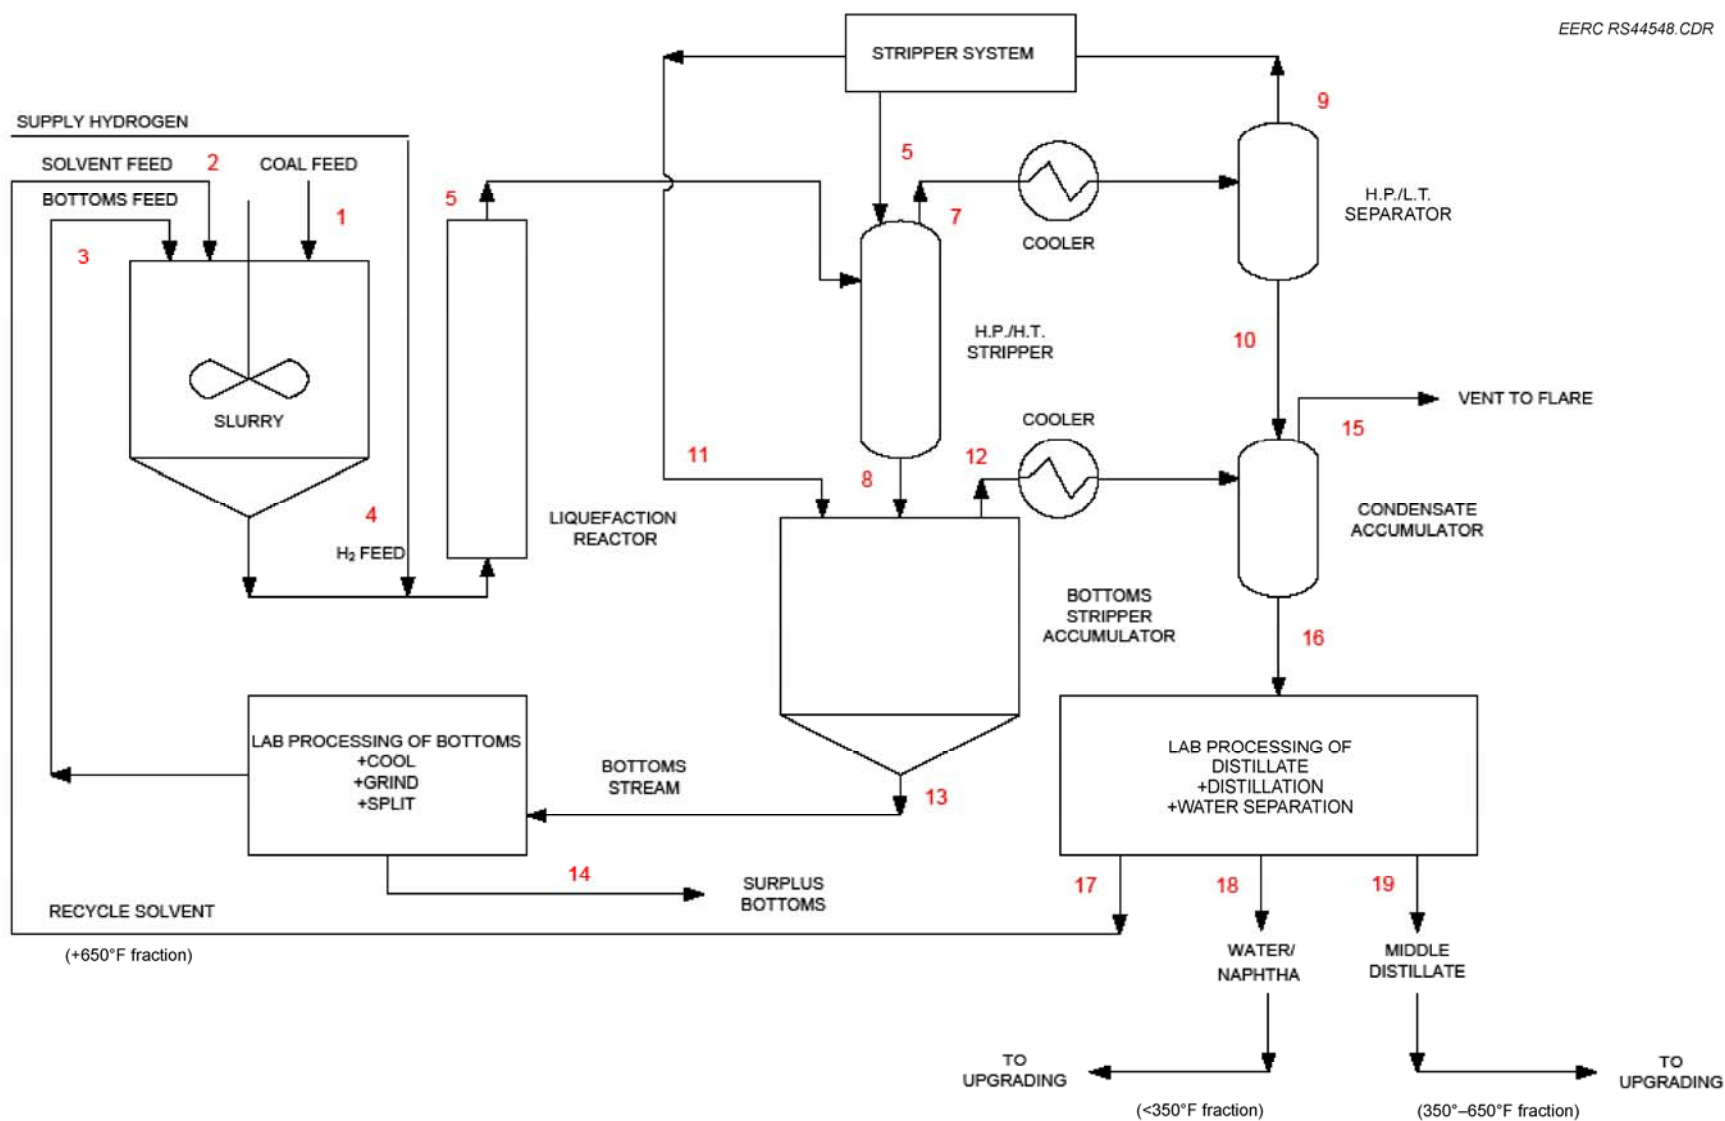 EERC RS44548.CDR
STRIPPER SYSTEM
9
SUPPLY HYDROGEN
SOLVENT FEED
2
COAL FEED
BOTTOMS FEED
1
3
5
5
7
COOLER
H.P./L.T.
SEPARATOR
SLURRY
H.P./H.T.
STRIPPER
10
VENT TO FLARE
15
COOLER
11
8
12
4
H₂ FEED
LIQUEFACTION
REACTOR
CONDENSATE
ACCUMULATOR
BOTTOMS
STRIPPER
ACCUMULATOR
16
LAB PROCESSING OF BOTTOMS
+COOL
+GRIND
+SPLIT
BOTTOMS
STREAM
13
LAB PROCESSING OF
DISTILLATE
+DISTILLATION
+WATER SEPARATION
14
SURPLUS
BOTTOMS
17
18
19
RECYCLE SOLVENT
(+650°F fraction)
WATER/
NAPHTHA
MIDDLE
DISTILLATE
TO
UPGRADING
(<350°F fraction)
TO
UPGRADING
(350°–650°F fraction)